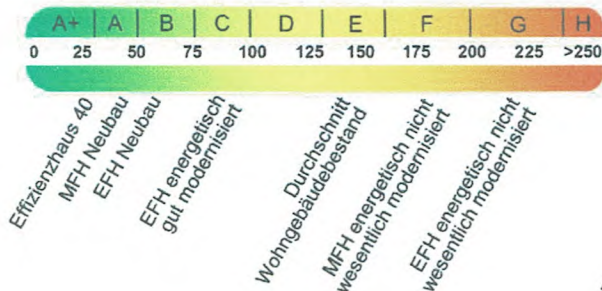 A+ A B C D E F G H
0 25 50 75 100 125 150 175 200 225 >250
Effizienzhaus 40
MFH Neubau
EFH Neubau
EFH energetisch
gut modernisiert
Durchschnitt
Wohngebäudebestand
MFH energetisch nicht
wesentlich modernisiert
EFH energetisch nicht
wesentlich modernisiert